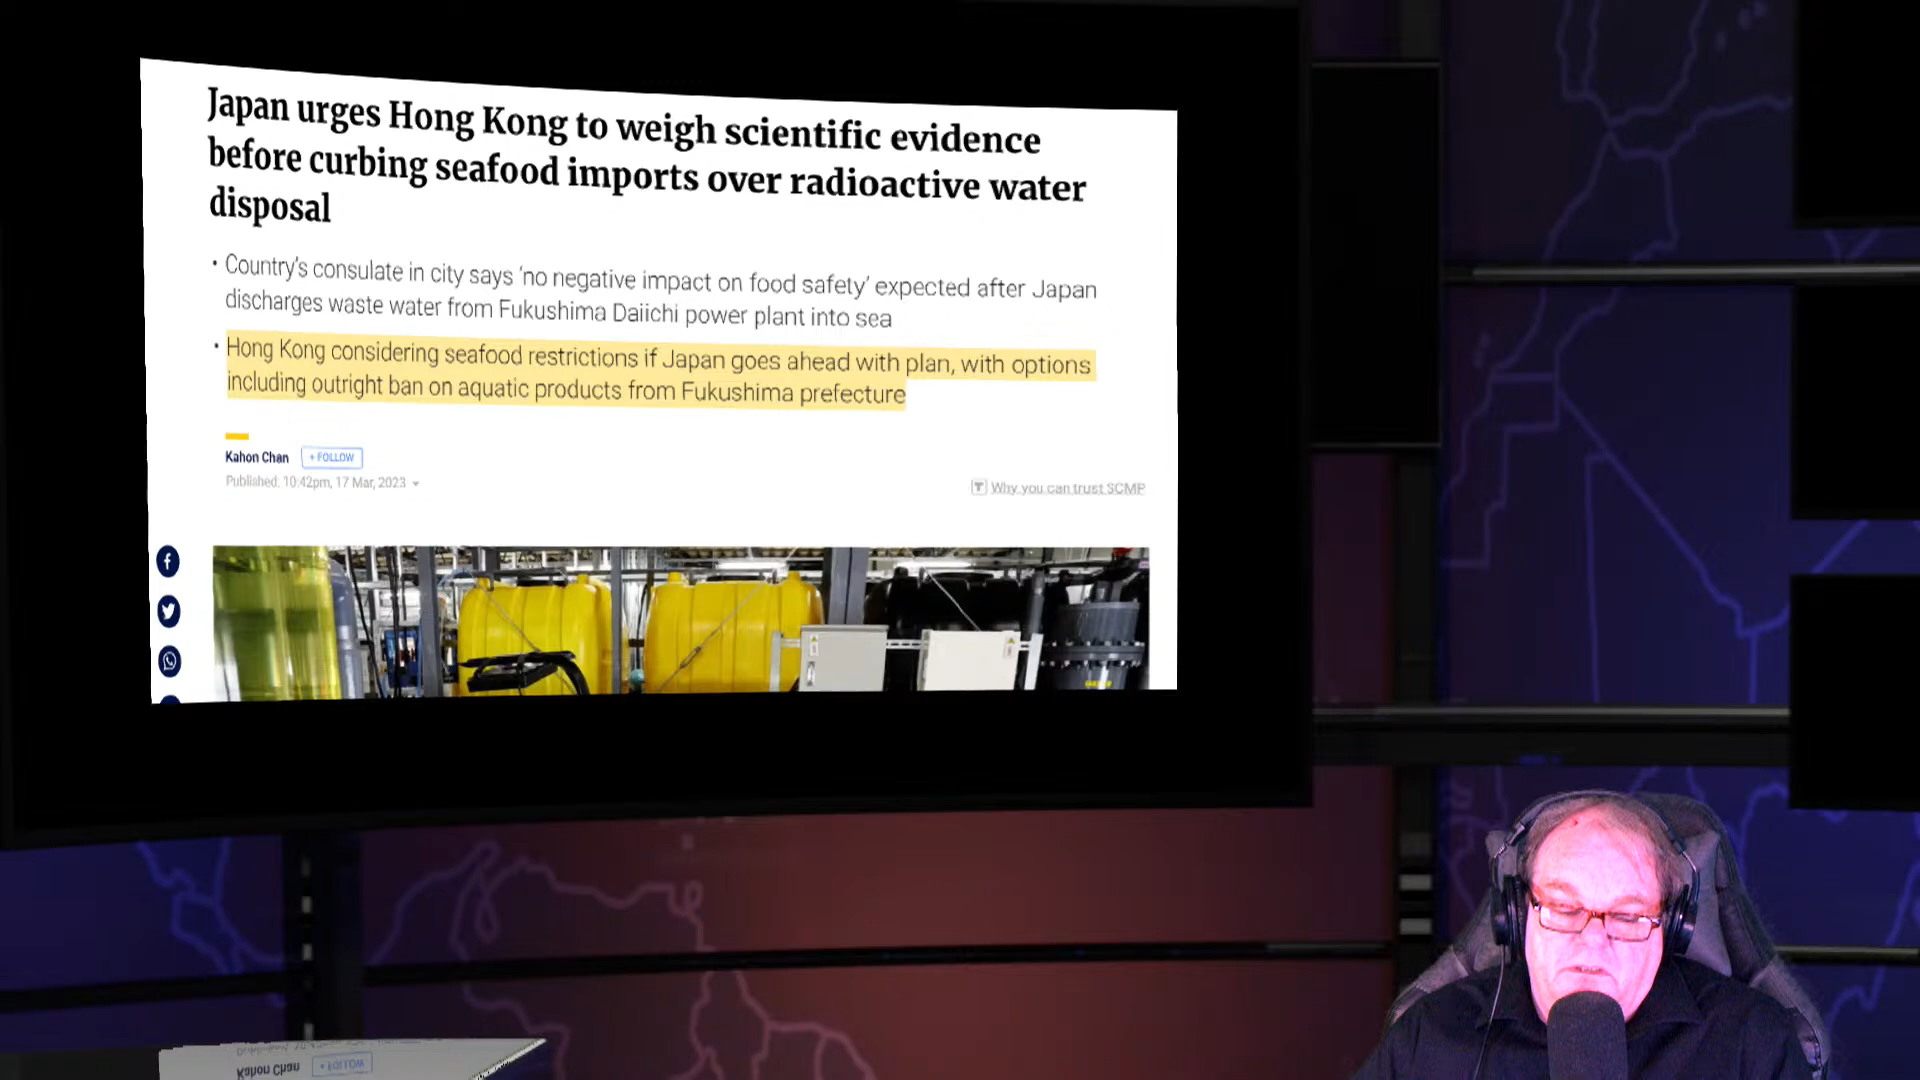 Japan urges Hong Kong to weigh scientific evidence
before curbing seafood imports over radioactive water
disposal
• Country's consulate in city says 'no negative impact on food safety' expected after Japan
discharges waste water from Fukushima Daiichi power plant into sea
• Hong Kong considering seafood restrictions if Japan goes ahead with plan, with options
including outright ban on aquatic products from Fukushima prefecture
Kahon Chan + FOLLOW
Published: 10:42pm, 17 Mar, 2023
Why you can trust SCMP
Kahon Chan + FOLLOW